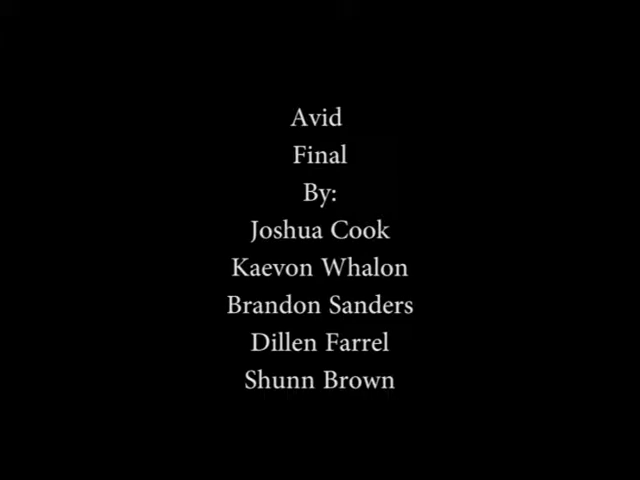 Avid
Final
By:
Joshua Cook
Kaevon Whalon
Brandon Sanders
Dillen Farrel
Shunn Brown